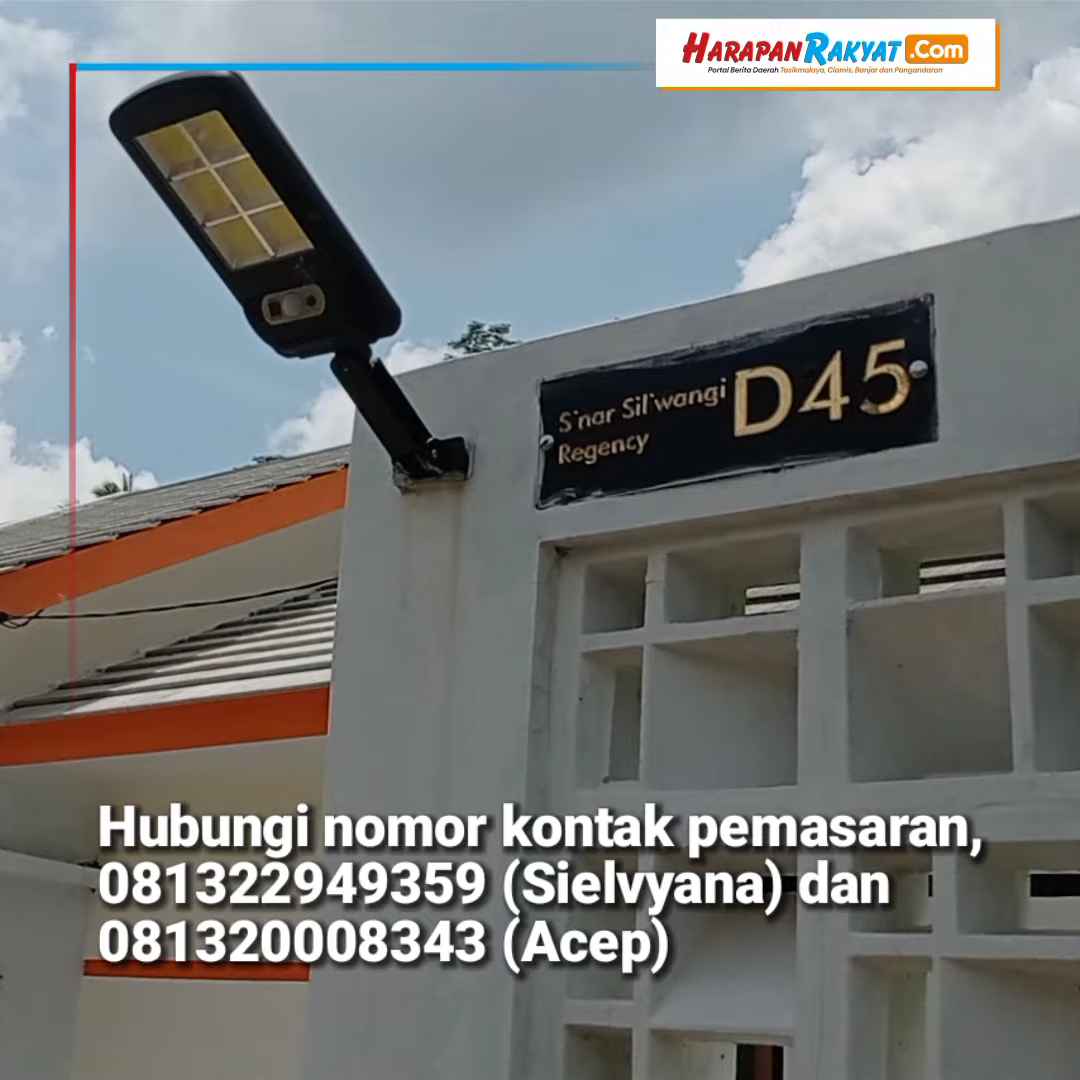 HARAPANRAKYAT.Com
Portal Berita Daerah Tasikmalaya, Ciamis, Banjar dan Pangandaran
S'nar Sil'wangi
Regency
D45
Hubungi nomor kontak pemasaran,
081322949359 (Sielvyana) dan
081320008343 (Acep)